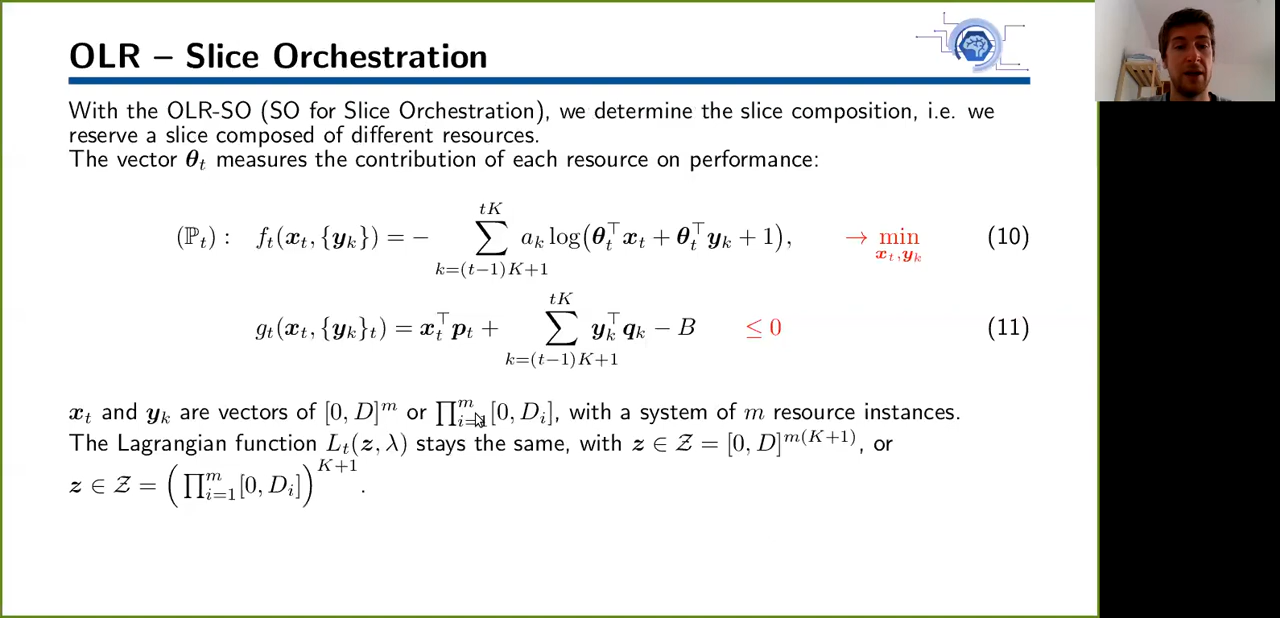 OLR – Slice Orchestration
With the OLR-SO (SO for Slice Orchestration), we determine the slice composition, i.e. we
reserve a slice composed of different resources.
The vector θ_t measures the contribution of each resource on performance:
(ℙ_t) : f_t(x_t, {y_k}) = − ∑_{k=(t−1)K+1}^{tK} a_k log(θ_t^⊤ x_t + θ_t^⊤ y_k + 1), → min_{x_t, y_k} (10)
g_t(x_t, {y_k}_t) = x_t^⊤ p_t + ∑_{k=(t−1)K+1}^{tK} y_k^⊤ q_k − B ≤ 0 (11)
x_t and y_k are vectors of [0, D]^m or ∏_{i=1}^m [0, D_i], with a system of m resource instances.
The Lagrangian function L_t(z, λ) stays the same, with z ∈ 𝒵 = [0, D]^{m(K+1)}, or
z ∈ 𝒵 = (∏_{i=1}^m [0, D_i])^{K+1}.